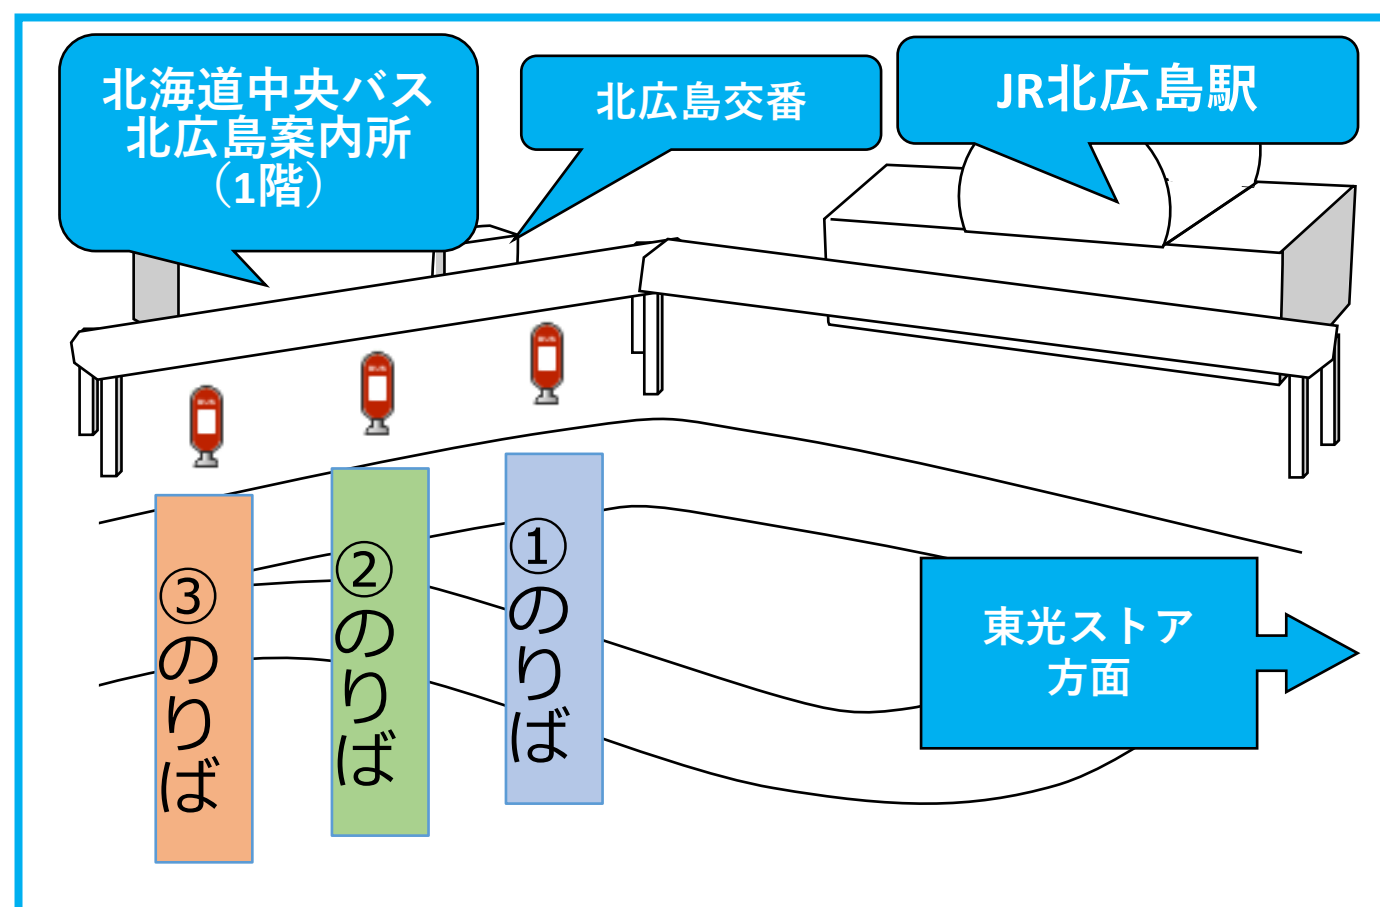 北海道中央バス
北広島案内所
（1階）
北広島交番
JR北広島駅
①のりば
②のりば
③のりば
東光ストア
方面